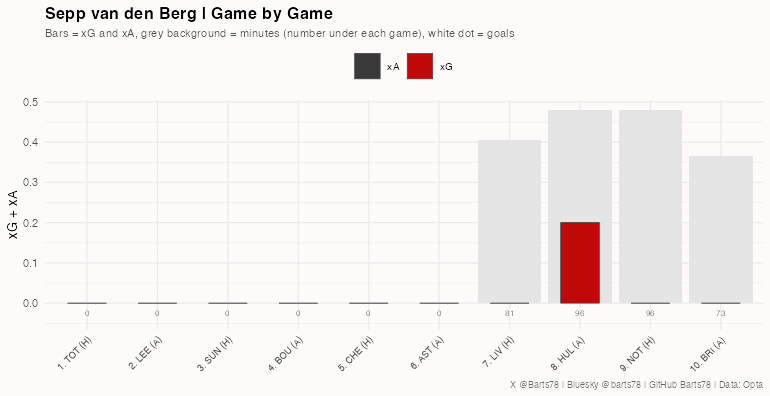 Sepp van den Berg | Game by Game
Bars = xG and xA, grey background = minutes (number under each game), white dot = goals
xA xG
xG + xA
0.5
0.4
0.3
0.2
0.1
0.0
0 0 0 0 0 0 81 96 96 73
1. TOT (H)
2. LEE (A)
3. SUN (H)
4. BOU (A)
5. CHE (H)
6. AST (A)
7. LIV (H)
8. HUL (A)
9. NOT (H)
10. BRI (A)
X @Barts78 | Bluesky @barts78 | GitHub Barts78 | Data: Opta